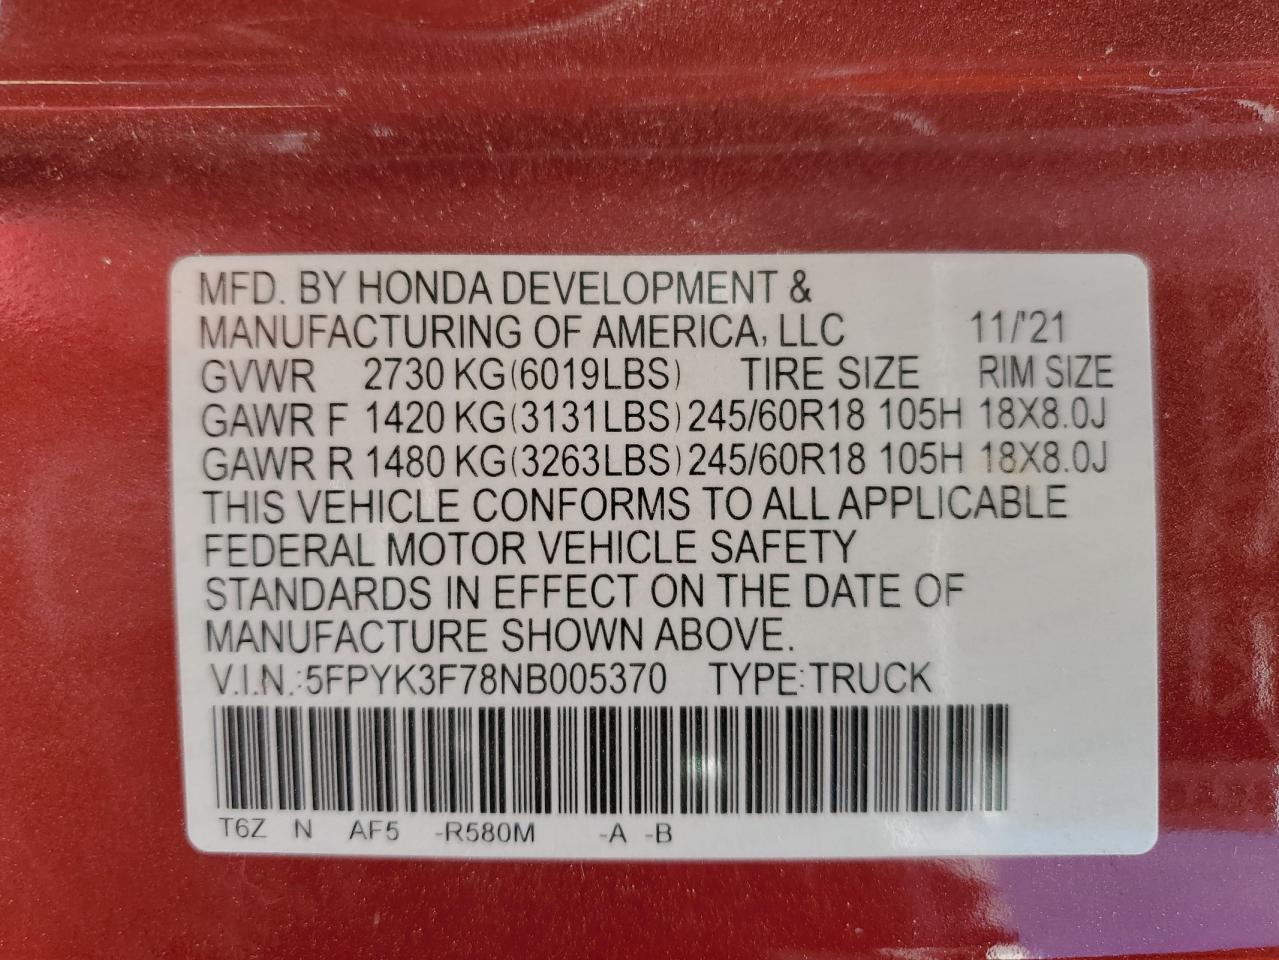 MFD. BY HONDA DEVELOPMENT &
MANUFACTURING OF AMERICA, LLC 11/'21
GVWR 2730 KG(6019LBS) TIRE SIZE RIM SIZE
GAWR F 1420 KG(3131LBS) 245/60R18 105H 18X8.0J
GAWR R 1480 KG(3263LBS) 245/60R18 105H 18X8.0J
THIS VEHICLE CONFORMS TO ALL APPLICABLE
FEDERAL MOTOR VEHICLE SAFETY
STANDARDS IN EFFECT ON THE DATE OF
MANUFACTURE SHOWN ABOVE.
V.I.N.:5FPYK3F78NB005370 TYPE:TRUCK
T6Z N AF5 -R580M -A -B